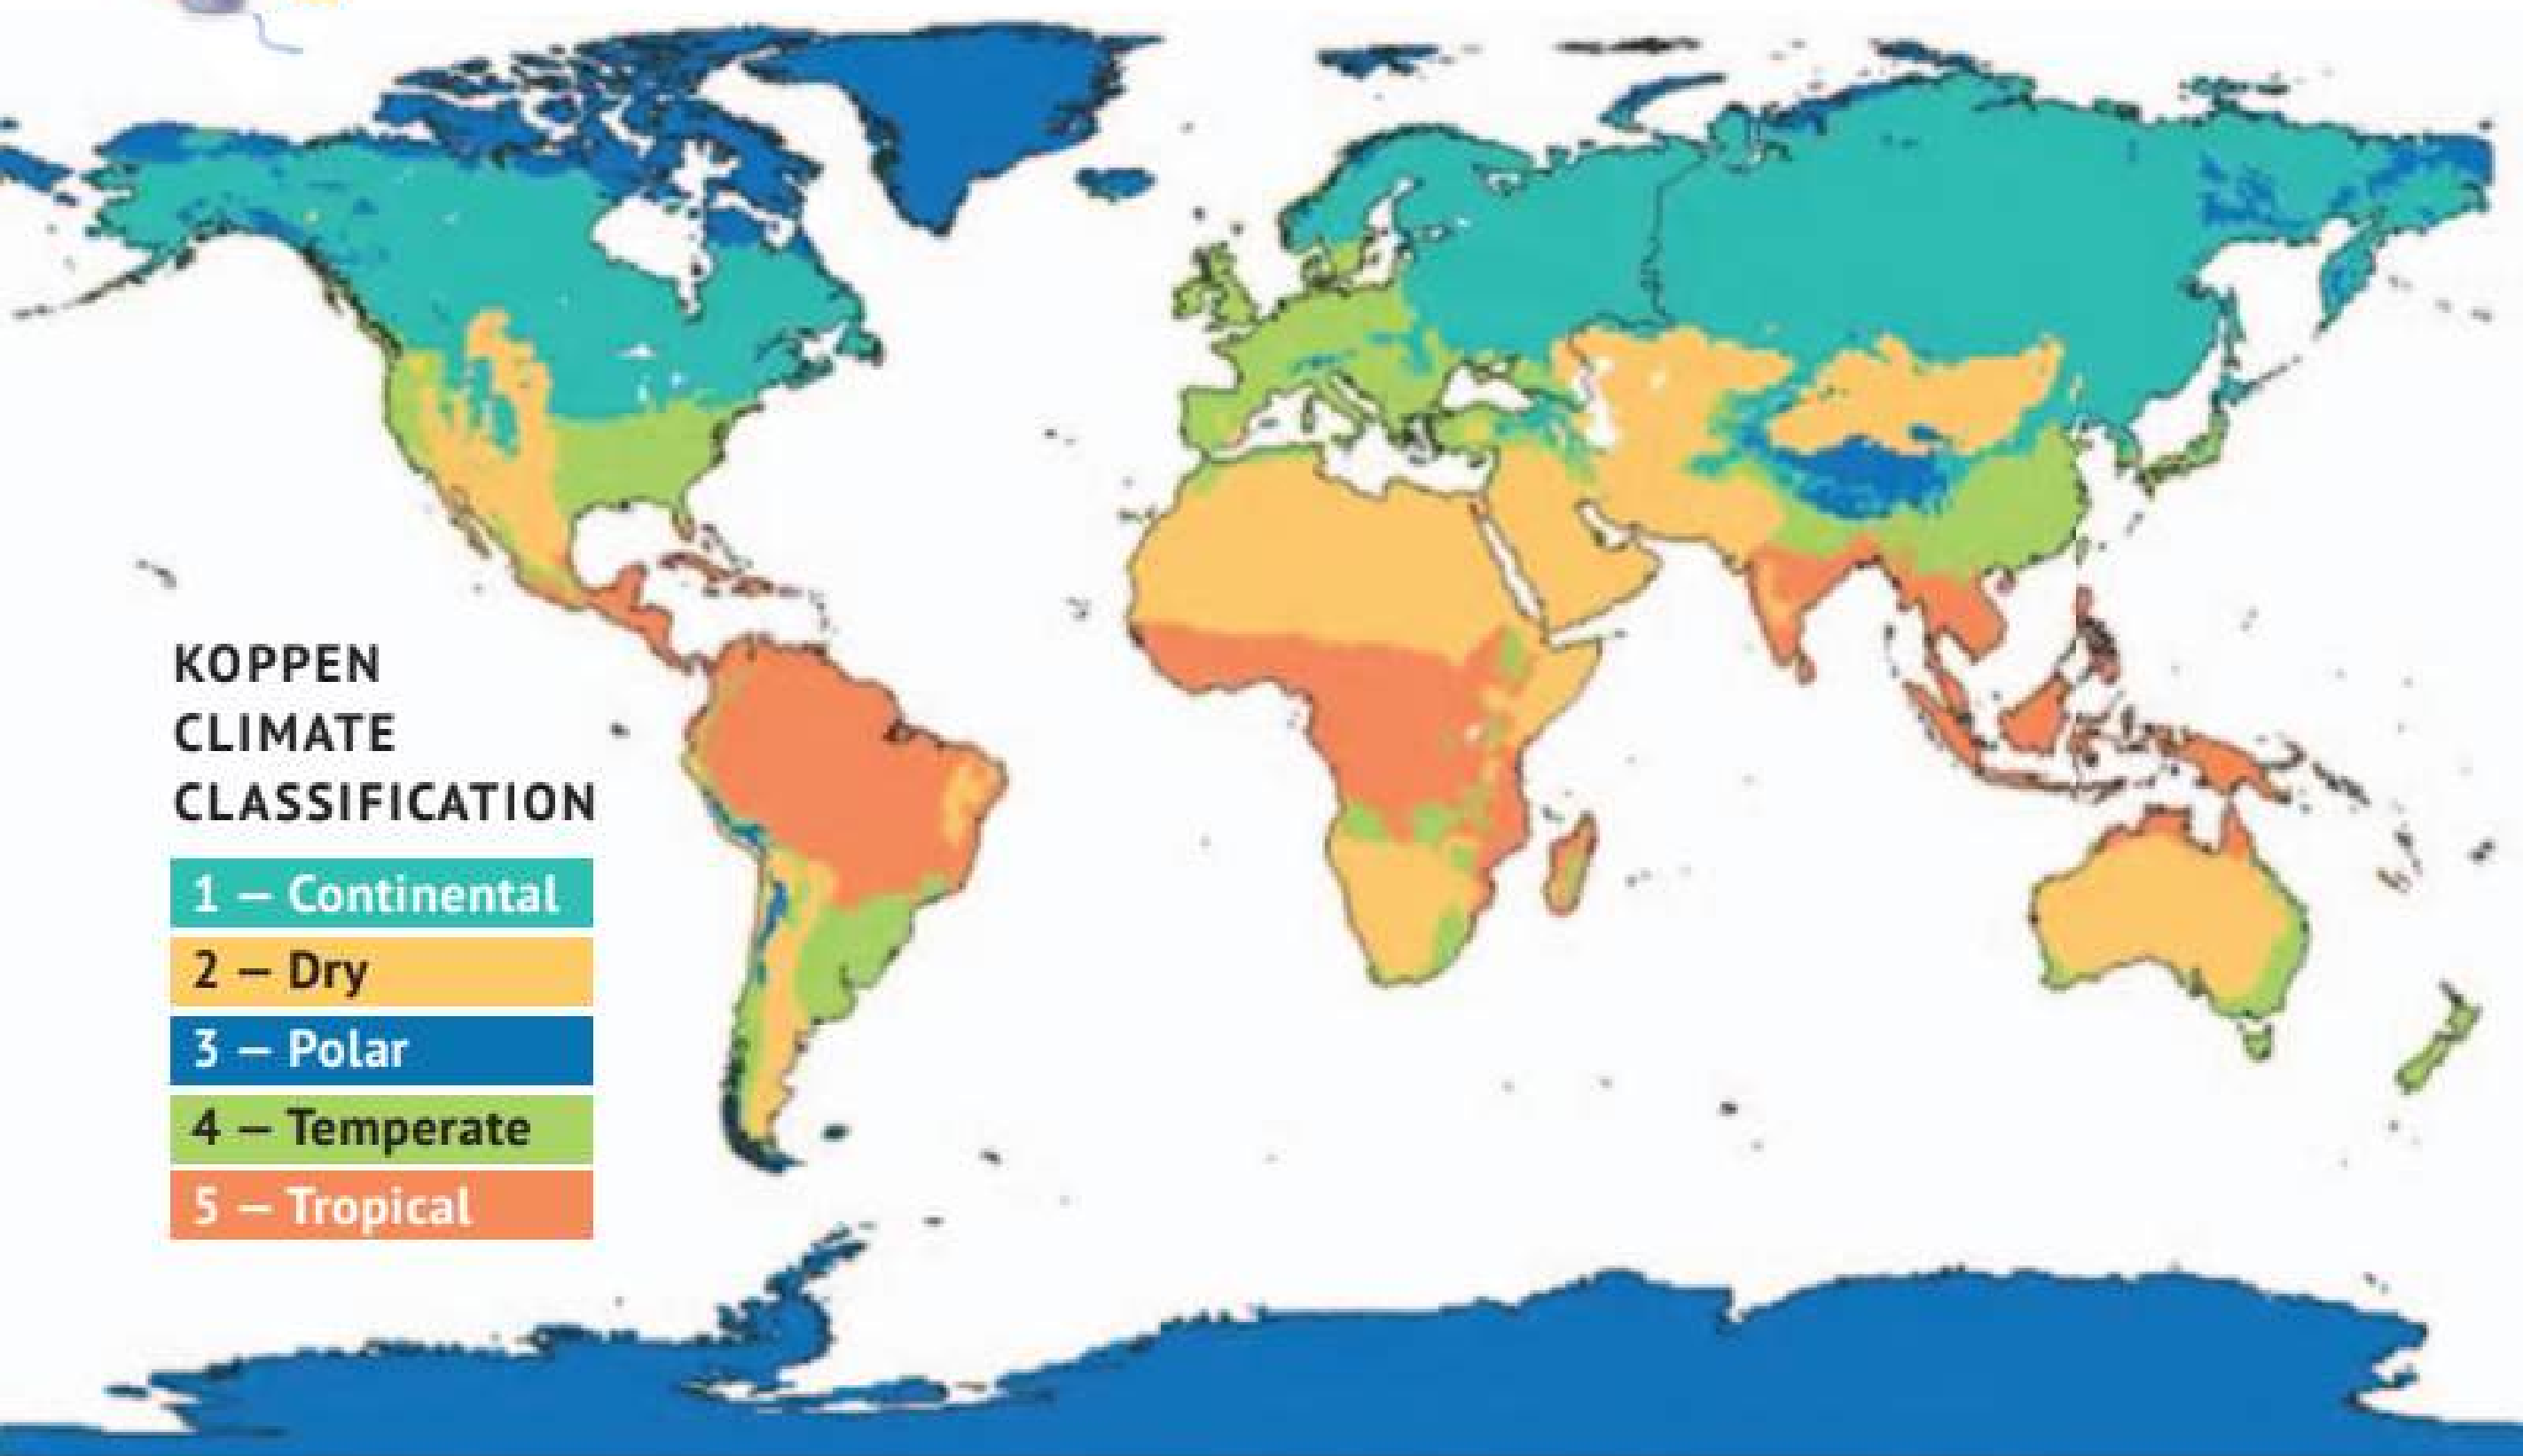 KOPPEN
CLIMATE
CLASSIFICATION
1 – Continental
2 – Dry
3 – Polar
4 – Temperate
5 – Tropical